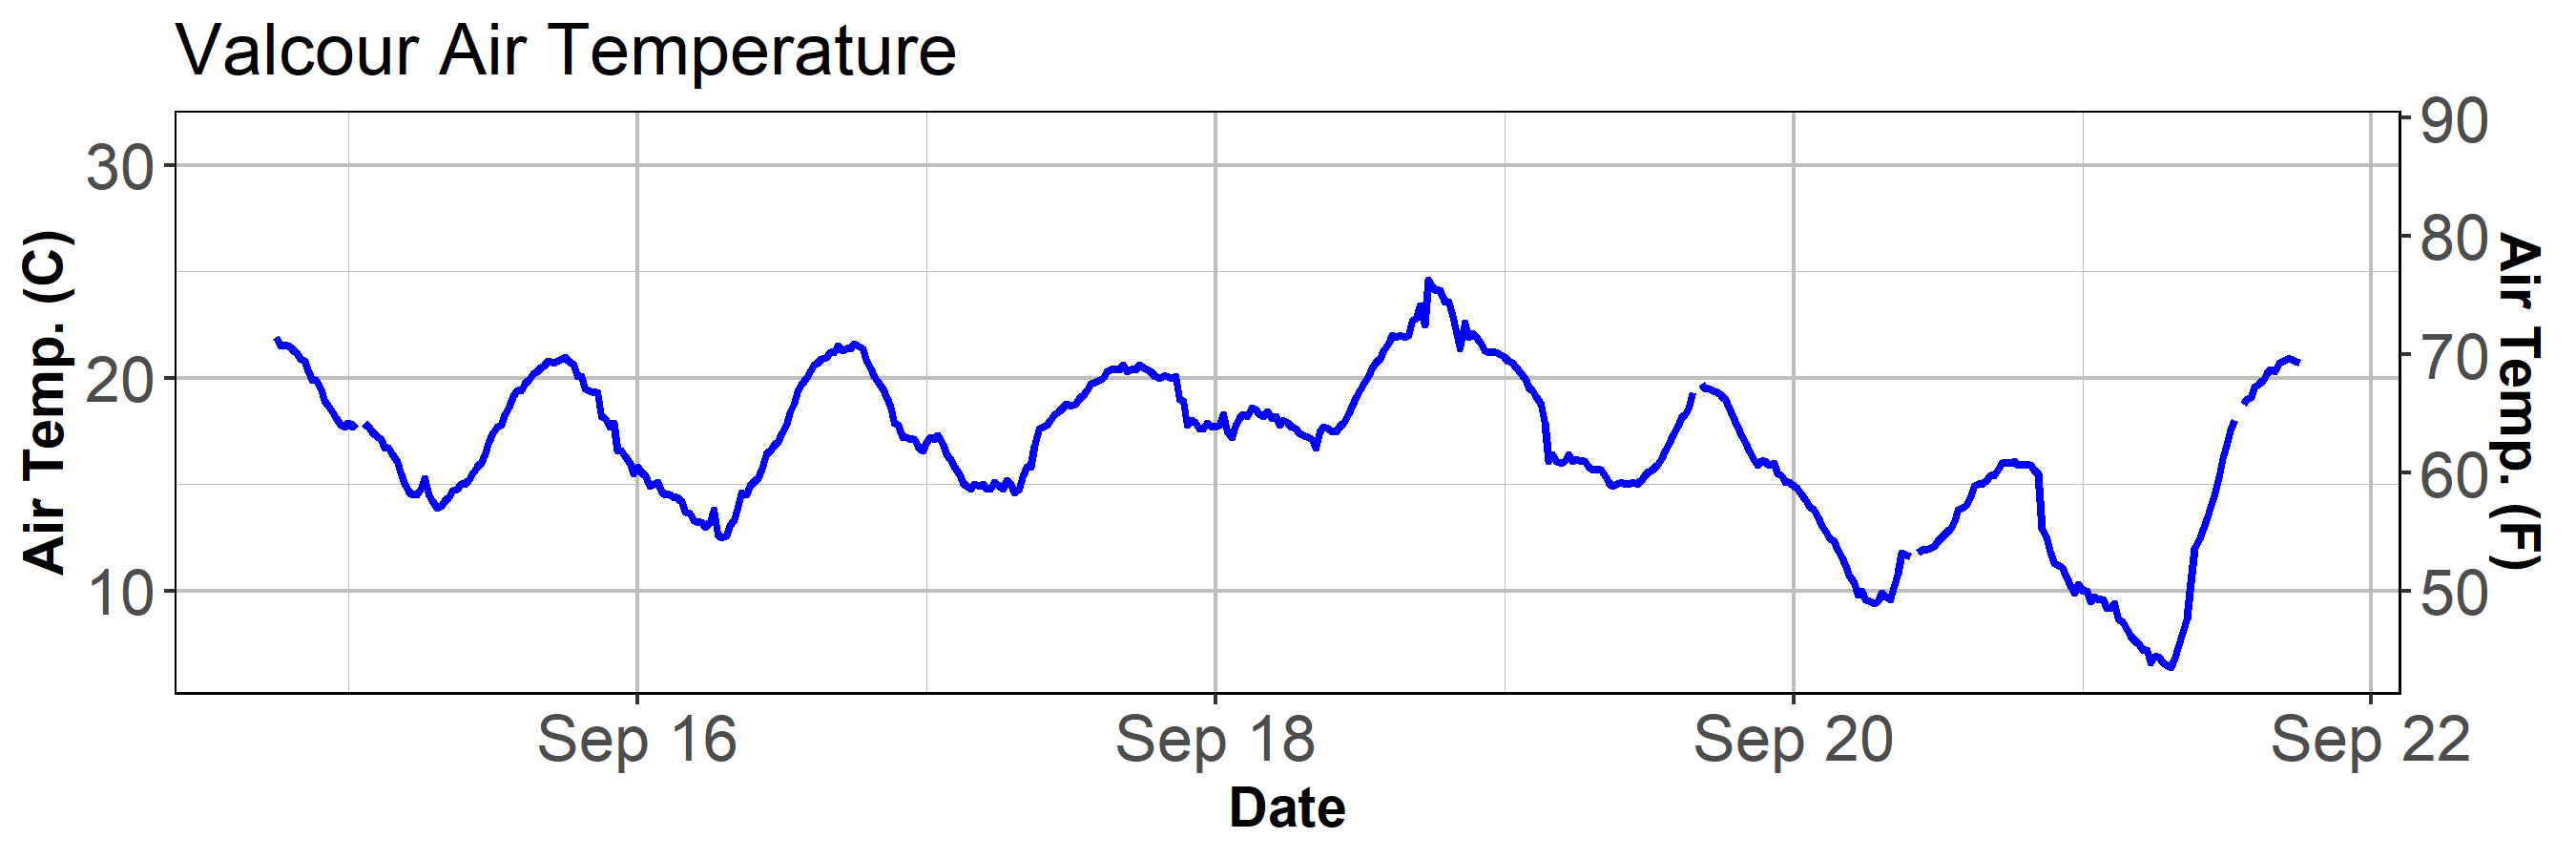 Valcour Air Temperature
Air Temp. (C)
30
20
10
90
80
70
60
50
Air Temp. (F)
Sep 16
Sep 18
Sep 20
Sep 22
Date